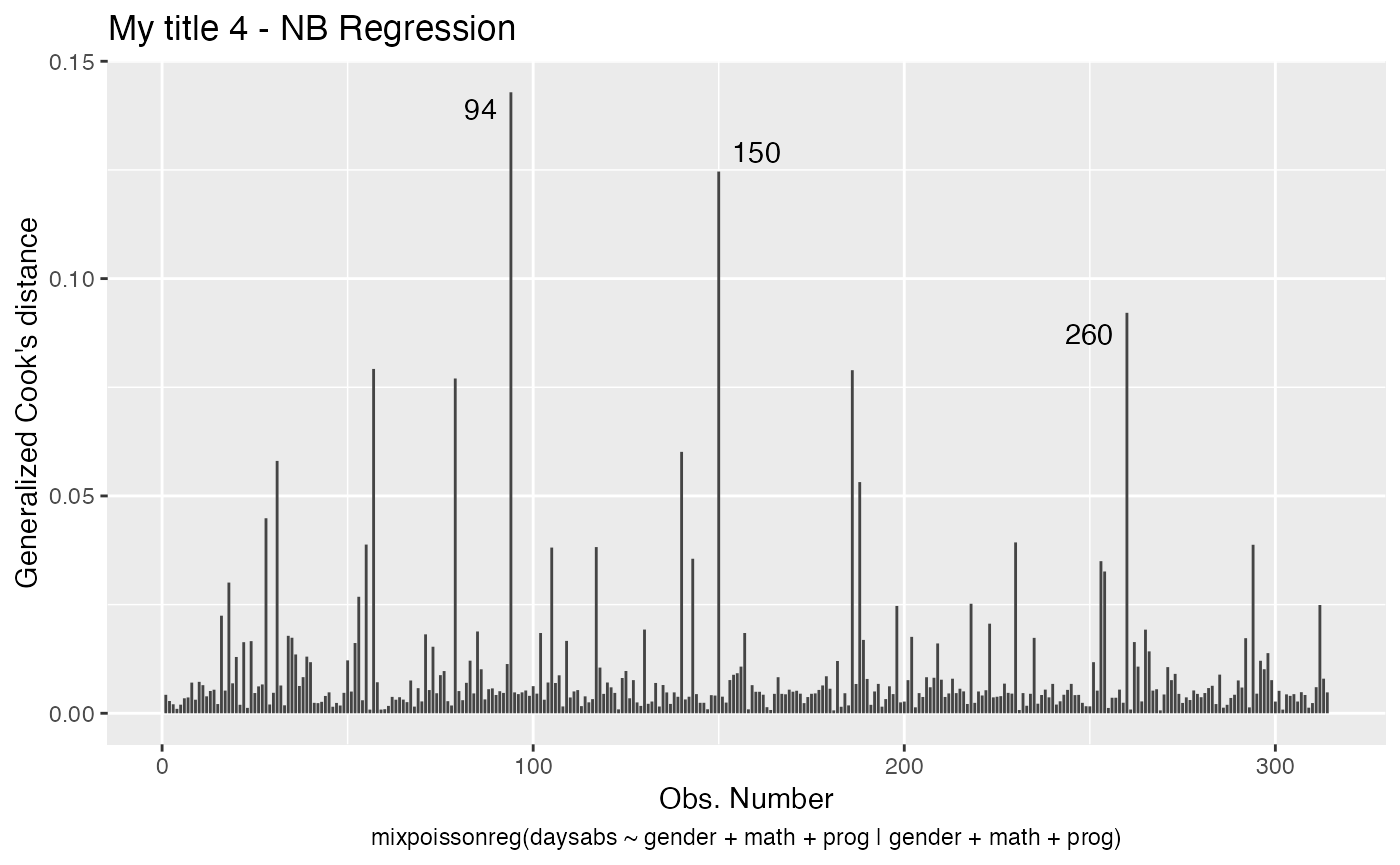 My title 4 - NB Regression
0.15
94
150
0.10
260
Generalized Cook's distance
0.05
0.00
0 100 200 300
Obs. Number
mixpoissonreg(daysabs ~ gender + math + prog | gender + math + prog)